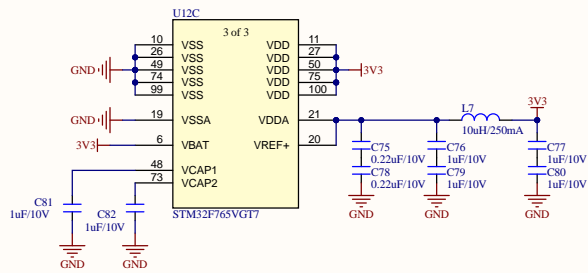 U12C
3 of 3
10 VSS VDD 11
26 VSS VDD 27
GND 49 VSS VDD 50 3V3
74 VSS VDD 75
99 VSS VDD 100
GND 19 VSSA VDDA 21 L7 3V3
3V3 6 VBAT VREF+ 20 10uH/250mA
48 VCAP1
73 VCAP2
C75 C76 C77
0.22uF/10V 1uF/10V 1uF/10V
C78 C79 C80
0.22uF/10V 1uF/10V 1uF/10V
GND GND GND
C81 C82
1uF/10V 1uF/10V
STM32F765VGT7
GND GND